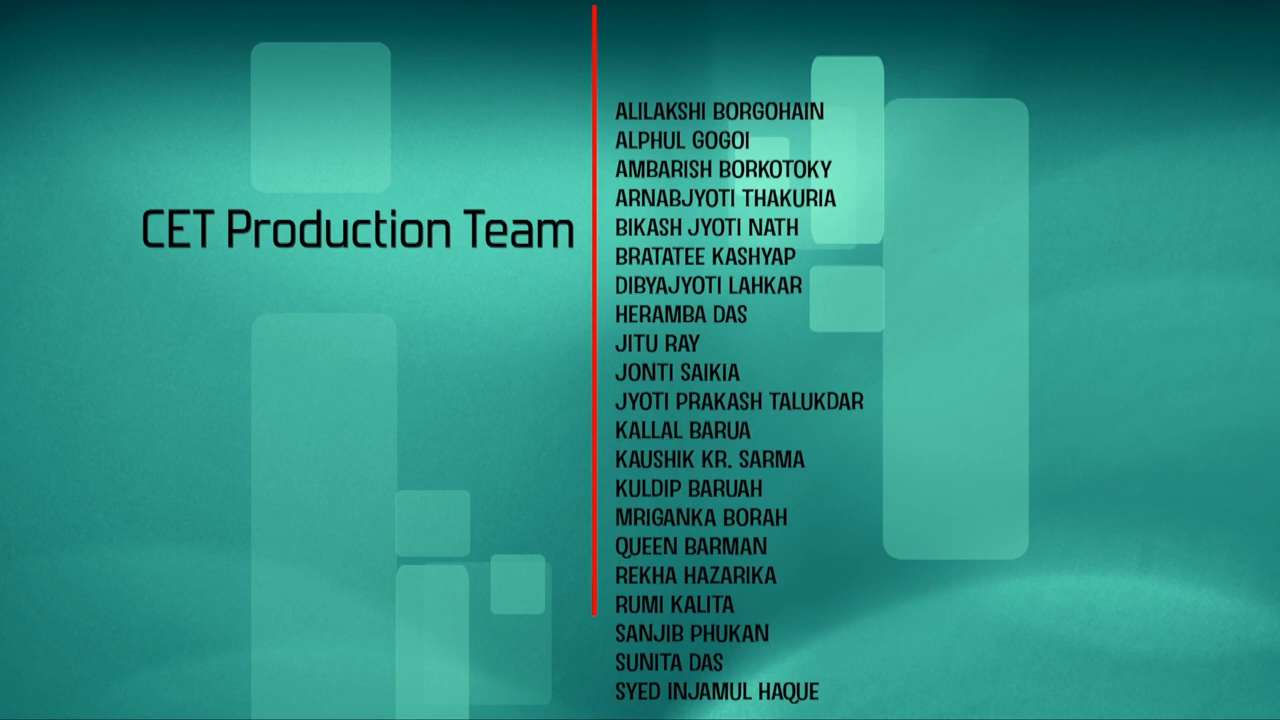 CET Production Team
ALILAKSHI BORGOHAIN
ALPHUL GOGOI
AMBARISH BORKOTOKY
ARNABJYOTI THAKURIA
BIKASH JYOTI NATH
BRATATEE KASHYAP
DIBYAJYOTI LAHKAR
HERAMBA DAS
JITU RAY
JONTI SAIKIA
JYOTI PRAKASH TALUKDAR
KALLAL BARUA
KAUSHIK KR. SARMA
KULDIP BARUAH
MRIGANKA BORAH
QUEEN BARMAN
REKHA HAZARIKA
RUMI KALITA
SANJIB PHUKAN
SUNITA DAS
SYED INJAMUL HAQUE